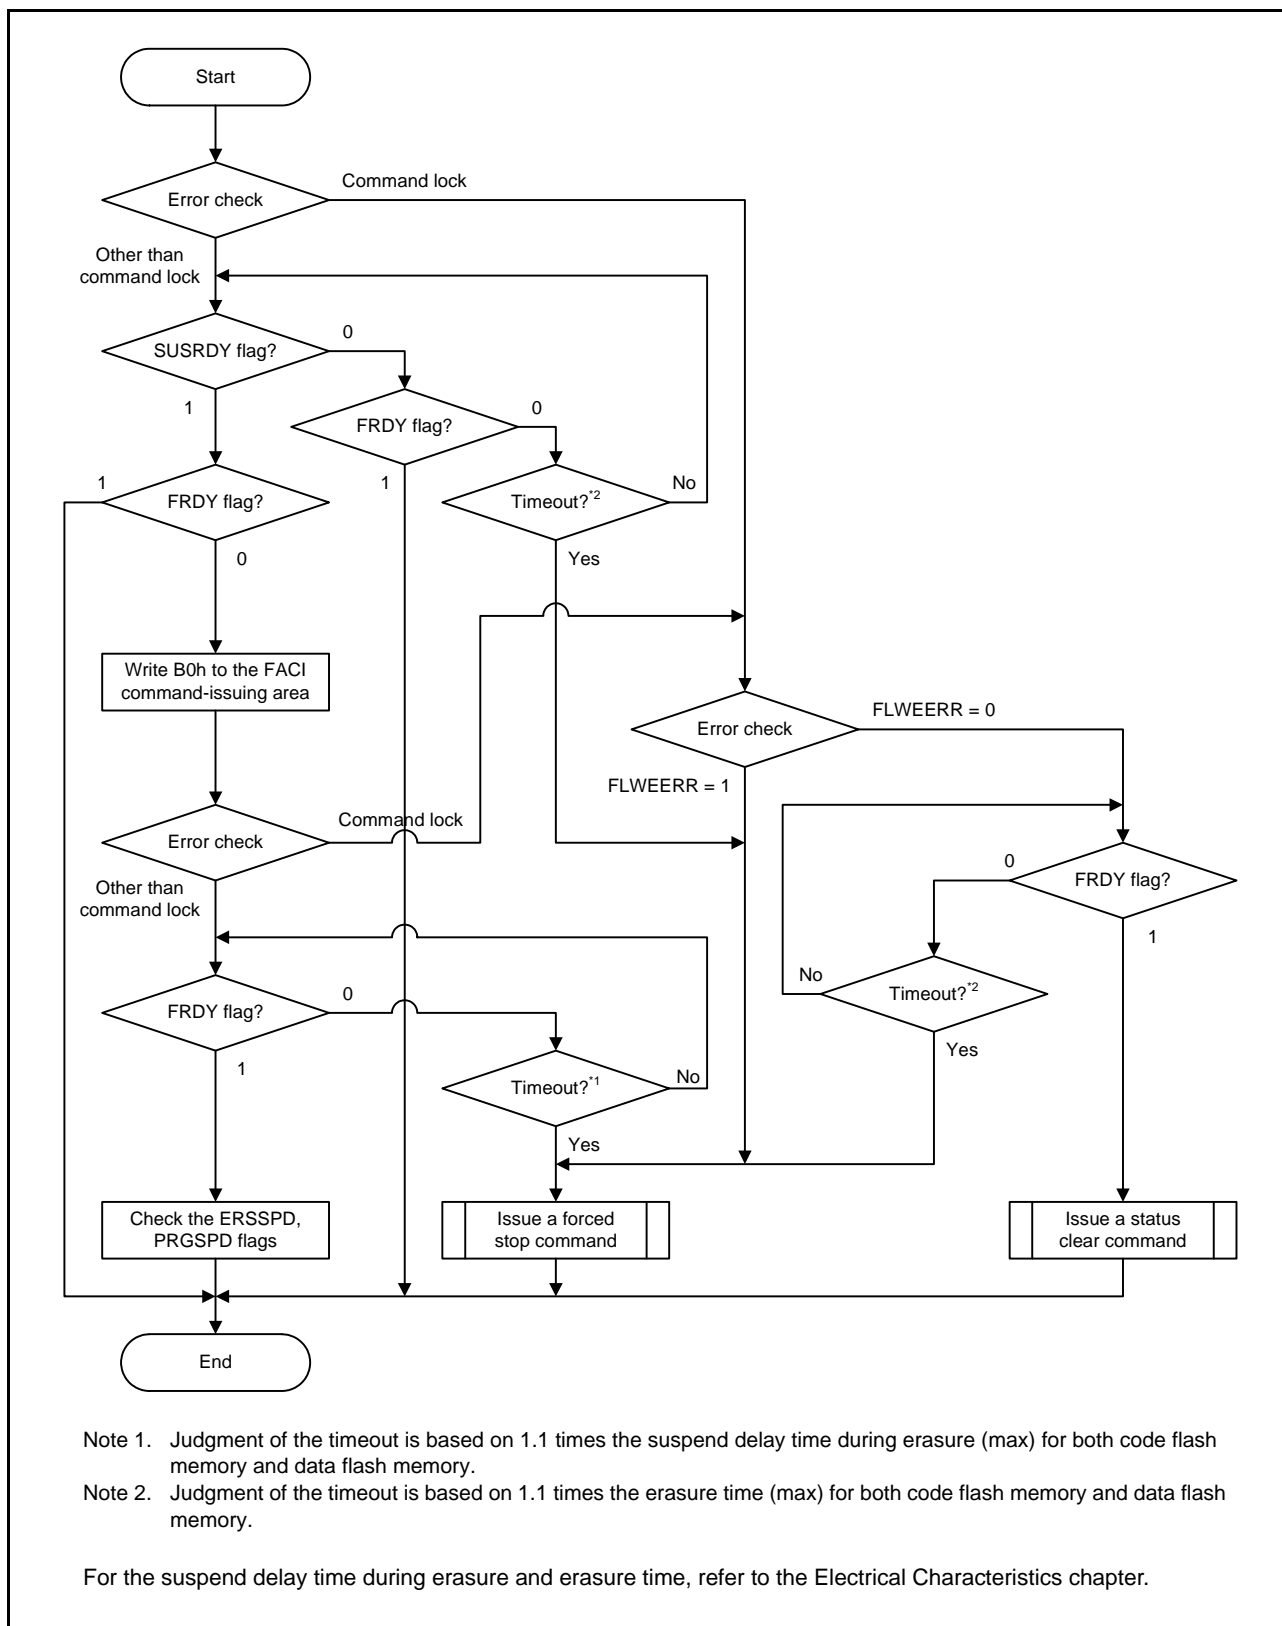 Start
Error check
Command lock
Other than
command lock
SUSRDY flag?
0
1
FRDY flag?
0
1
1
FRDY flag?
0
Timeout?*2
No
Yes
Write B0h to the FACI
command-issuing area
Error check
FLWEERR = 0
FLWEERR = 1
Error check
Command lock
Other than
command lock
0
FRDY flag?
1
No
Timeout?*2
Yes
FRDY flag?
0
1
Timeout?*1
No
Yes
Check the ERSSPD,
PRGSPD flags
Issue a forced
stop command
Issue a status
clear command
End
Note 1. Judgment of the timeout is based on 1.1 times the suspend delay time during erasure (max) for both code flash
memory and data flash memory.
Note 2. Judgment of the timeout is based on 1.1 times the erasure time (max) for both code flash memory and data flash
memory.
For the suspend delay time during erasure and erasure time, refer to the Electrical Characteristics chapter.